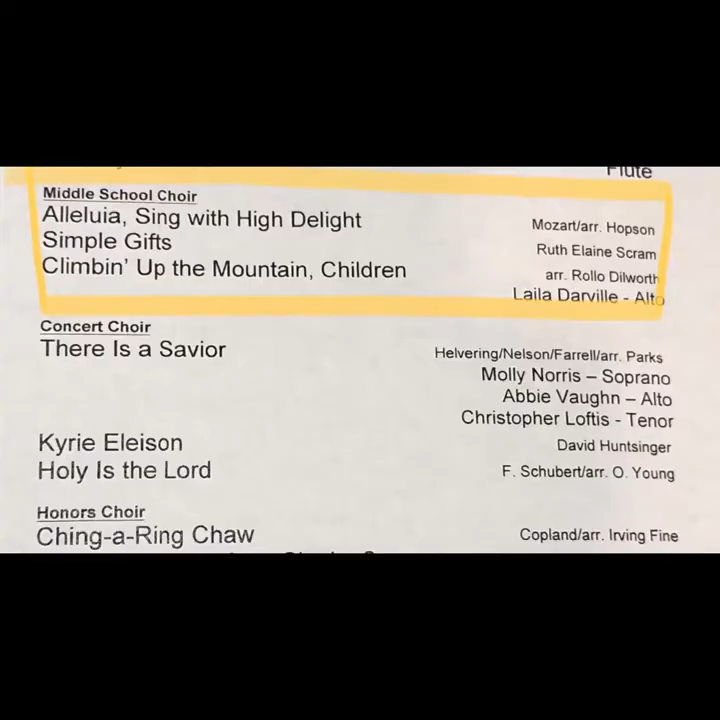 Flute
Middle School Choir
Alleluia, Sing with High Delight Mozart/arr. Hopson
Simple Gifts Ruth Elaine Scram
Climbin' Up the Mountain, Children arr. Rollo Dilworth
Laila Darville - Alto
Concert Choir
There Is a Savior Helvering/Nelson/Farrell/arr. Parks
Molly Norris – Soprano
Abbie Vaughn – Alto
Christopher Loftis - Tenor
Kyrie Eleison David Huntsinger
Holy Is the Lord F. Schubert/arr. O. Young
Honors Choir
Ching-a-Ring Chaw Copland/arr. Irving Fine